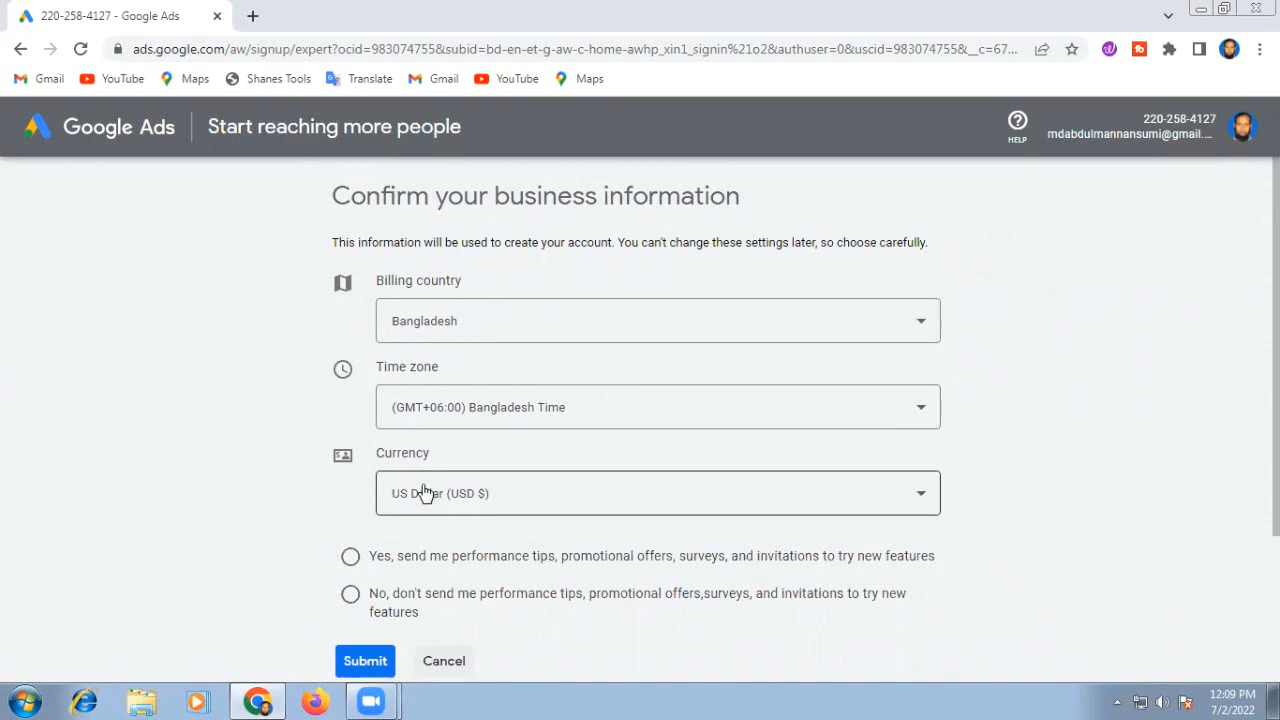 220-258-4127 - Google Ads
ads.google.com/aw/signup/expert?ocid=983074755&subid=bd-en-et-g-aw-c-home-awhp_xin1_signin%21o2&authuser=0&uscid=983074755&__c=67...
Gmail YouTube Maps Shanes Tools Translate Gmail YouTube Maps
Google Ads Start reaching more people
HELP
220-258-4127
mdabdulmannansumi@gmail....
Confirm your business information
This information will be used to create your account. You can't change these settings later, so choose carefully.
Billing country
Bangladesh
Time zone
(GMT+06:00) Bangladesh Time
Currency
US Dollar (USD $)
Yes, send me performance tips, promotional offers, surveys, and invitations to try new features
No, don't send me performance tips, promotional offers,surveys, and invitations to try new
features
Submit Cancel
12:09 PM
7/2/2022